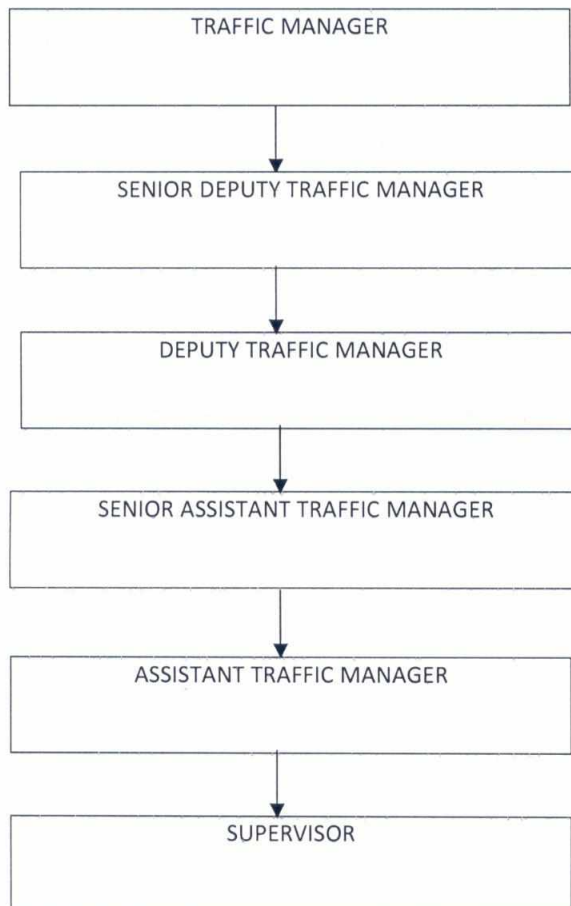 TRAFFIC MANAGER
SENIOR DEPUTY TRAFFIC MANAGER
DEPUTY TRAFFIC MANAGER
SENIOR ASSISTANT TRAFFIC MANAGER
ASSISTANT TRAFFIC MANAGER
SUPERVISOR